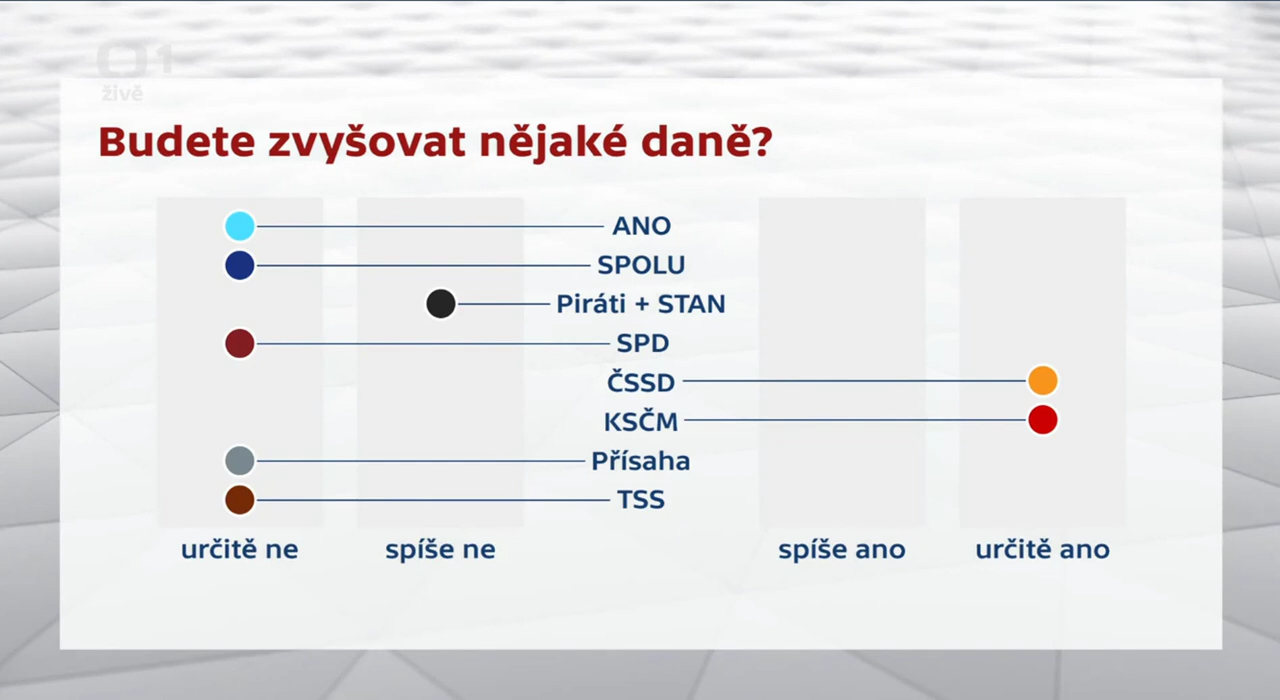 1
živě
Budete zvyšovat nějaké daně?
ANO
SPOLU
Piráti + STAN
SPD
ČSSD
KSČM
Přísaha
TSS
určitě ne
spíše ne
spíše ano
určitě ano